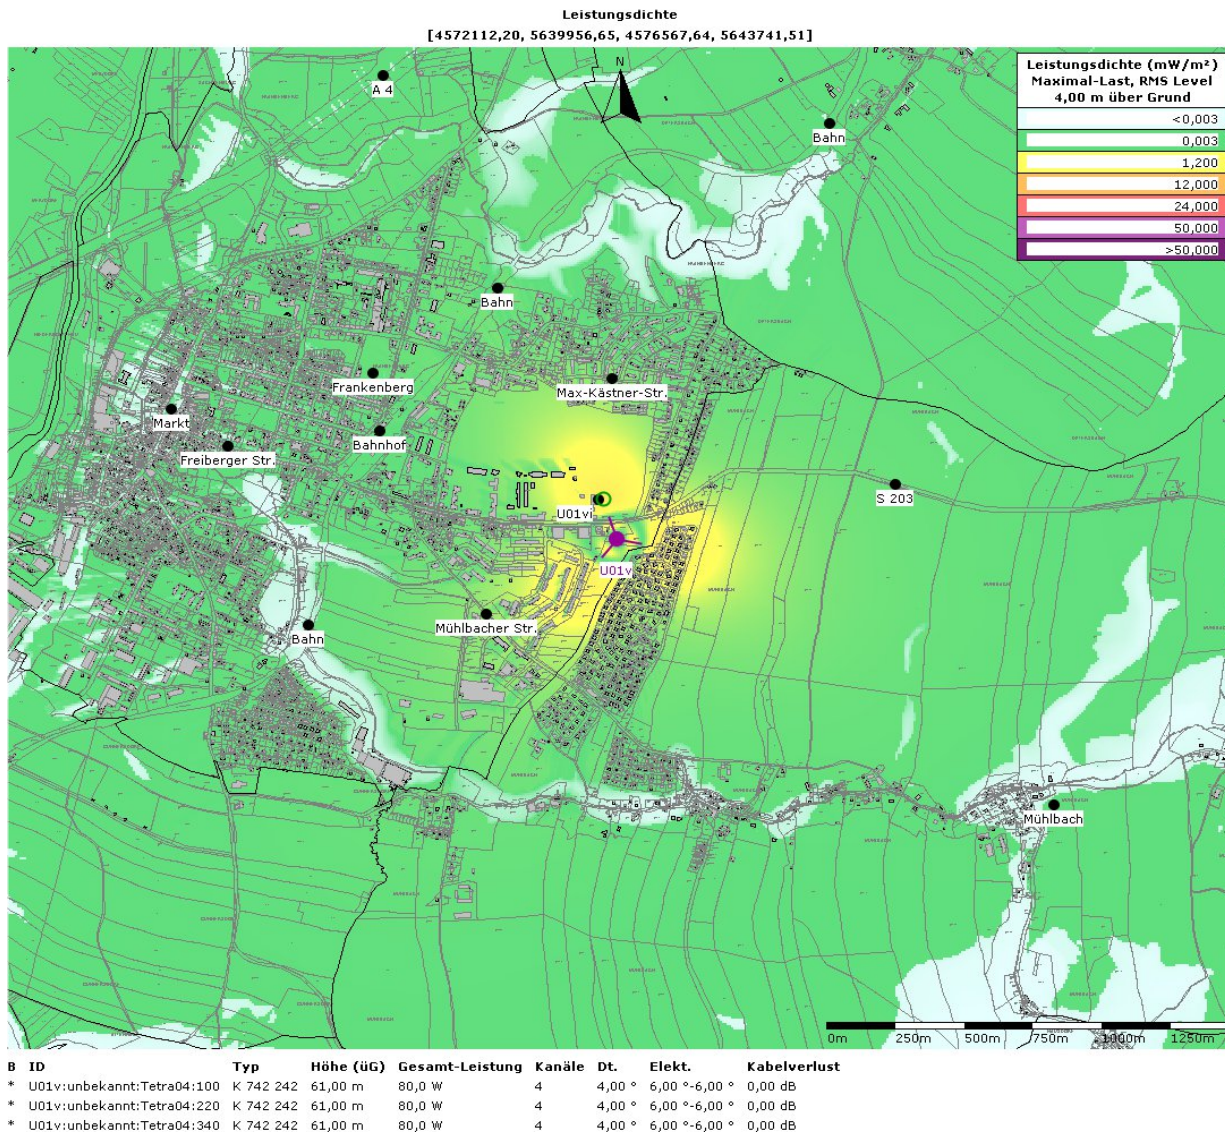 Leistungsdichte
[4572112,20, 5639956,65, 4576567,64, 5643741,51]
Leistungsdichte (mW/m²)
Maximal-Last, RMS Level
4,00 m über Grund
<0,003
0,003
1,200
12,000
24,000
50,000
>50,000
N
A 4
Bahn
Bahn
Frankenberg
Max-Kästner-Str.
Markt
Bahnhof
Freiberger Str.
S 203
U01vi
U01v
Mühlbacher Str.
Bahn
Mühlbach
0m 250m 500m 750m 1000m 1250m
B ID Typ Höhe (üG) Gesamt-Leistung Kanäle Dt. Elekt. Kabelverlust
* U01v:unbekannt:Tetra04:100 K 742 242 61,00 m 80,0 W 4 4,00 ° 6,00 °-6,00 ° 0,00 dB
* U01v:unbekannt:Tetra04:220 K 742 242 61,00 m 80,0 W 4 4,00 ° 6,00 °-6,00 ° 0,00 dB
* U01v:unbekannt:Tetra04:340 K 742 242 61,00 m 80,0 W 4 4,00 ° 6,00 °-6,00 ° 0,00 dB